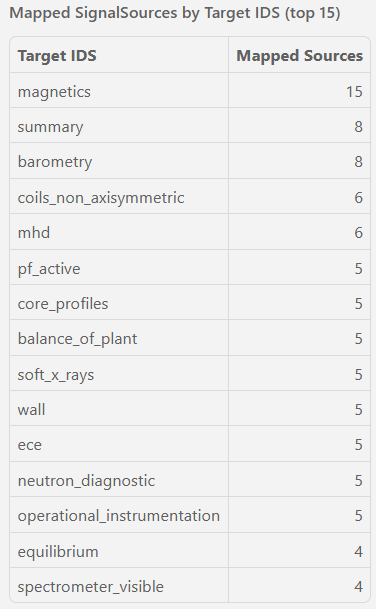 Mapped SignalSources by Target IDS (top 15)
Target IDS Mapped Sources
magnetics 15
summary 8
barometry 8
coils_non_axisymmetric 6
mhd 6
pf_active 5
core_profiles 5
balance_of_plant 5
soft_x_rays 5
wall 5
ece 5
neutron_diagnostic 5
operational_instrumentation 5
equilibrium 4
spectrometer_visible 4